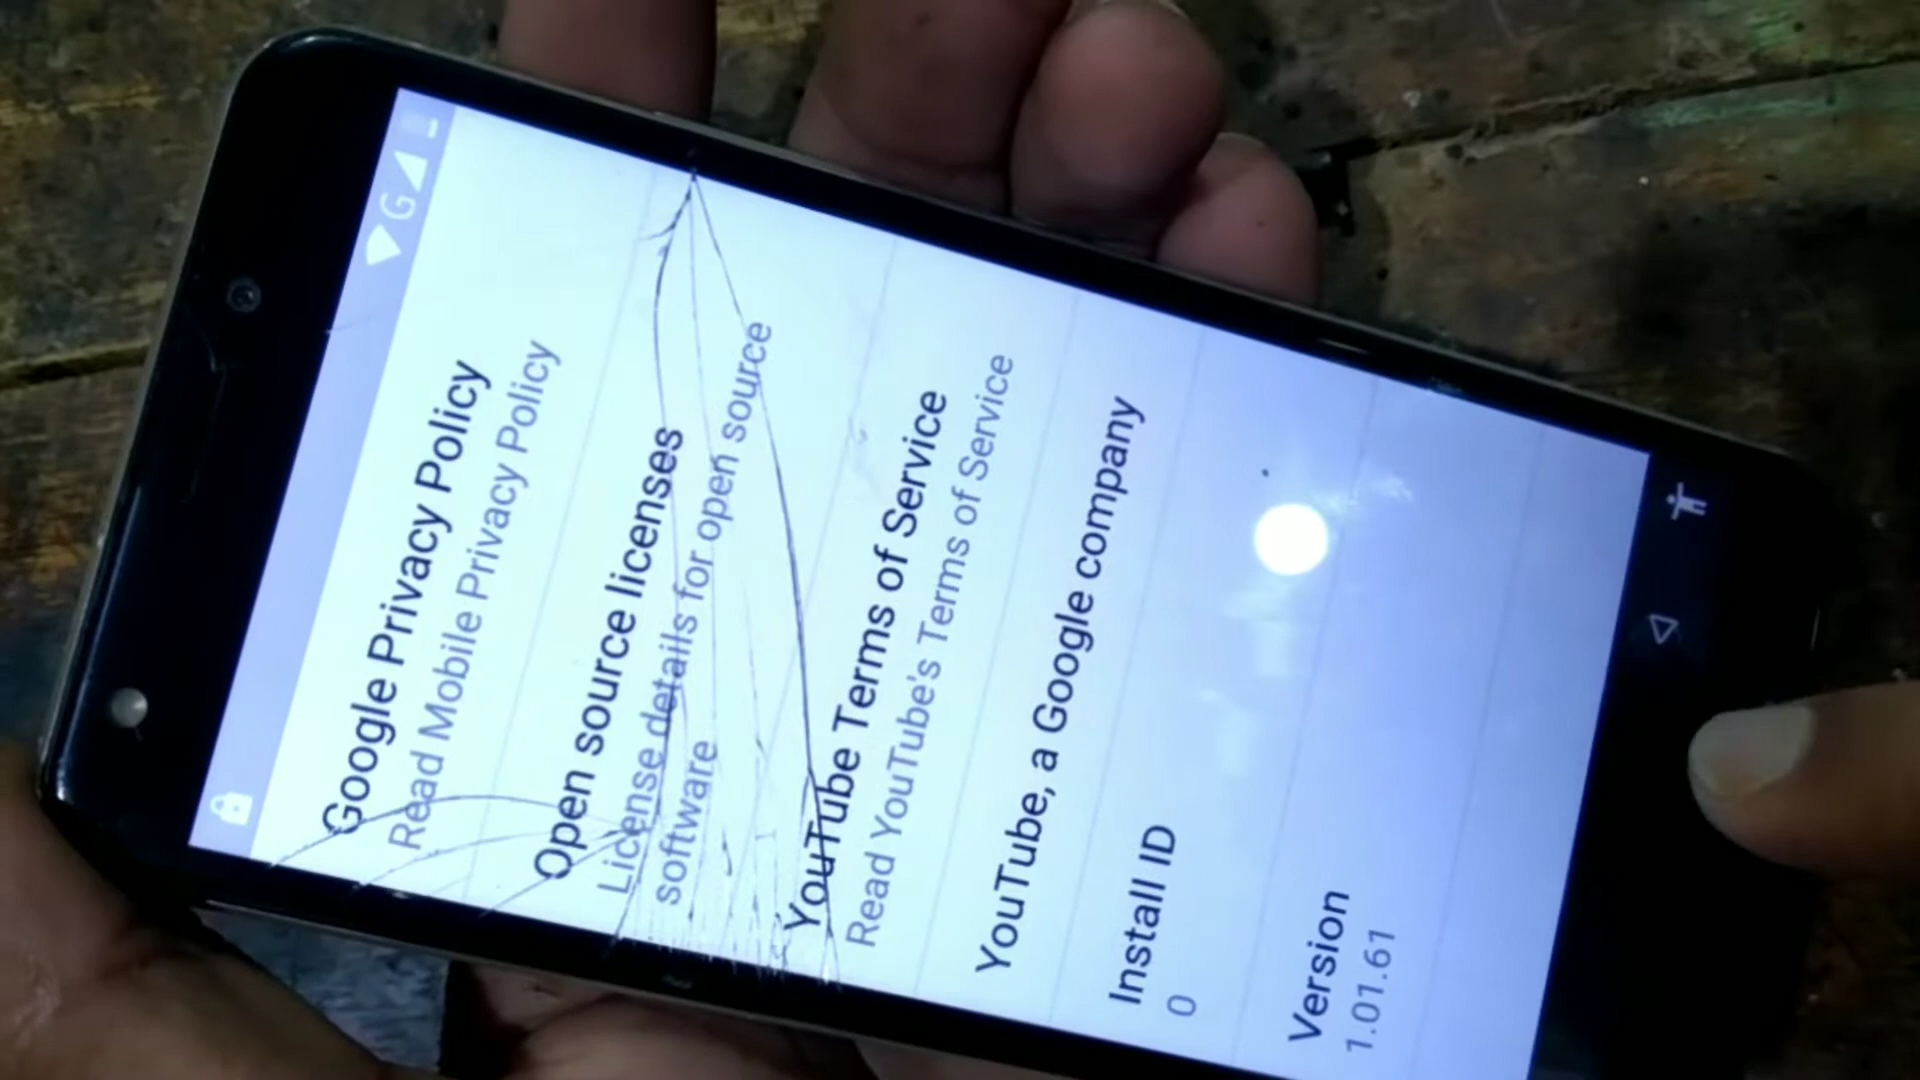 G
Google Privacy Policy
Read Mobile Privacy Policy
Open source licenses
License details for open source
software
YouTube Terms of Service
Read YouTube's Terms of Service
YouTube, a Google company
Install ID
0
Version
1.01.61